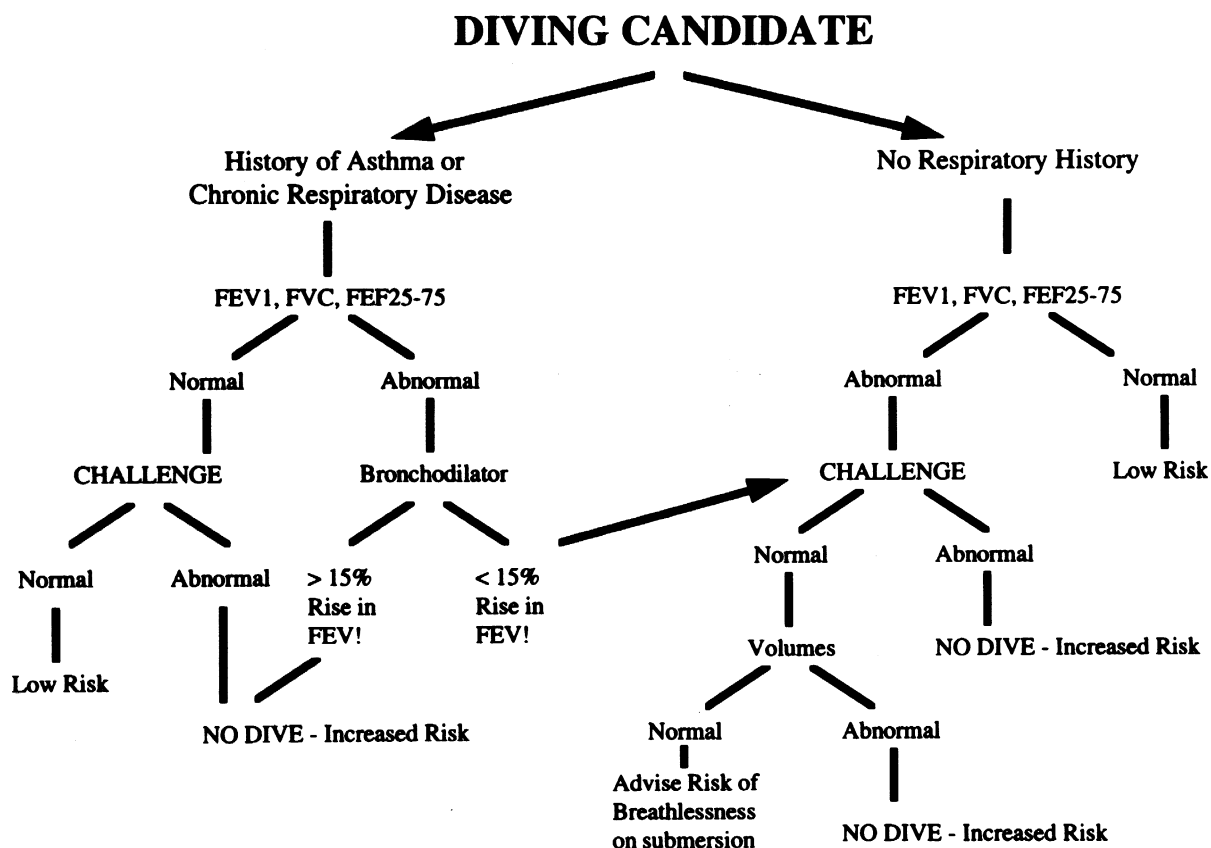 DIVING CANDIDATE
History of Asthma or
Chronic Respiratory Disease
No Respiratory History
FEV1, FVC, FEF25-75
FEV1, FVC, FEF25-75
Normal
Abnormal
Abnormal
Normal
CHALLENGE
Bronchodilator
CHALLENGE
Low Risk
Normal
Abnormal
> 15%
Rise in
FEV!
< 15%
Rise in
FEV!
Normal
Abnormal
Low Risk
NO DIVE - Increased Risk
Volumes
NO DIVE - Increased Risk
Normal
Abnormal
Advise Risk of
Breathlessness
on submersion
NO DIVE - Increased Risk